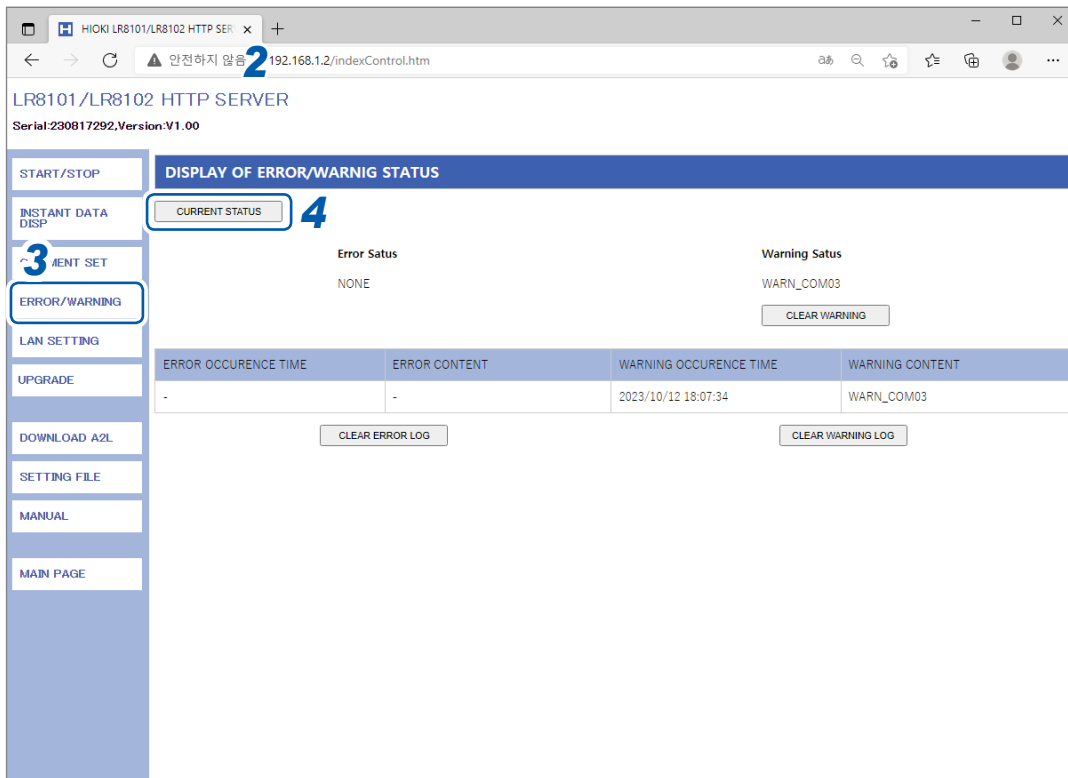 HIOKI LR8101/LR8102 HTTP SER
안전하지 않음
2
192.168.1.2/indexControl.htm
LR8101/LR8102 HTTP SERVER
Serial:230817292,Version:V1.00
START/STOP
DISPLAY OF ERROR/WARNIG STATUS
INSTANT DATA
DISP
CURRENT STATUS
4
3
MENT SET
Error Satus
Warning Satus
NONE
WARN_COM03
ERROR/WARNING
CLEAR WARNING
LAN SETTING
ERROR OCCURENCE TIME
ERROR CONTENT
WARNING OCCURENCE TIME
WARNING CONTENT
UPGRADE
-
-
2023/10/12 18:07:34
WARN_COM03
DOWNLOAD A2L
CLEAR ERROR LOG
CLEAR WARNING LOG
SETTING FILE
MANUAL
MAIN PAGE